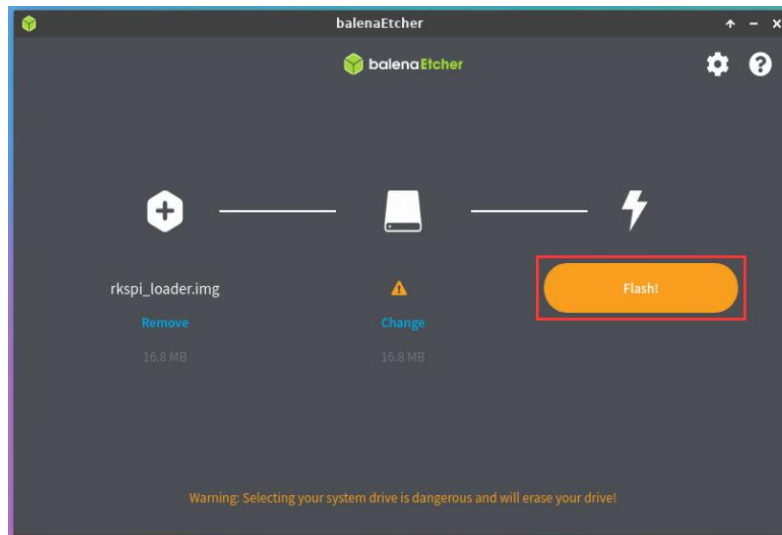 balenaEtcher
balenaEtcher
rkspi_loader.img
Flash!
Remove
Change
16.8 MB
16.8 MB
Warning: Selecting your system drive is dangerous and will erase your drive!